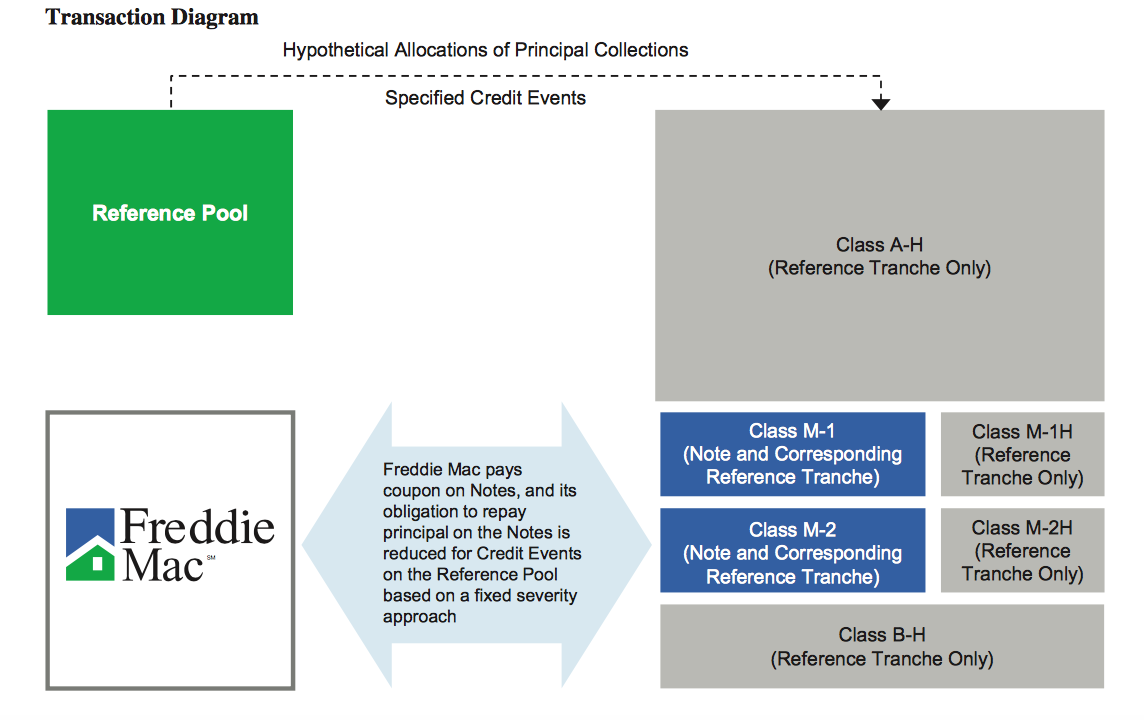 Transaction Diagram
Hypothetical Allocations of Principal Collections
Specified Credit Events
Reference Pool
Class A-H
(Reference Tranche Only)
Freddie
Mac℠
Freddie Mac pays
coupon on Notes, and its
obligation to repay
principal on the Notes is
reduced for Credit Events
on the Reference Pool
based on a fixed severity
approach
Class M-1
(Note and Corresponding
Reference Tranche)
Class M-1H
(Reference
Tranche Only)
Class M-2
(Note and Corresponding
Reference Tranche)
Class M-2H
(Reference
Tranche Only)
Class B-H
(Reference Tranche Only)